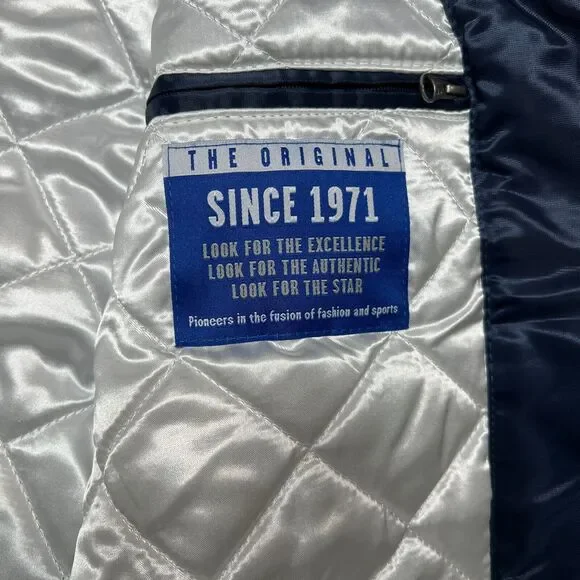 THE ORIGINAL
SINCE 1971
LOOK FOR THE EXCELLENCE
LOOK FOR THE AUTHENTIC
LOOK FOR THE STAR
Pioneers in the fusion of fashion and sports